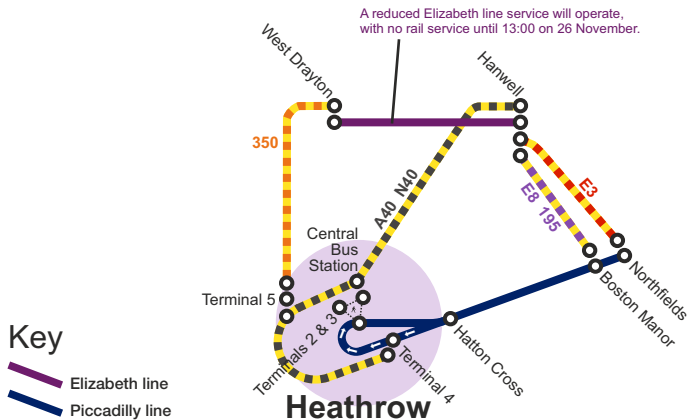 A reduced Elizabeth line service will operate,
with no rail service until 13:00 on 26 November.
West Drayton
Hanwell
350
A40 N40
E3
E8 195
Central
Bus
Station
Northfields
Boston Manor
Terminal 5
Terminals 2 & 3
Hatton Cross
Terminal 4
Heathrow
Key
Elizabeth line
Piccadilly line